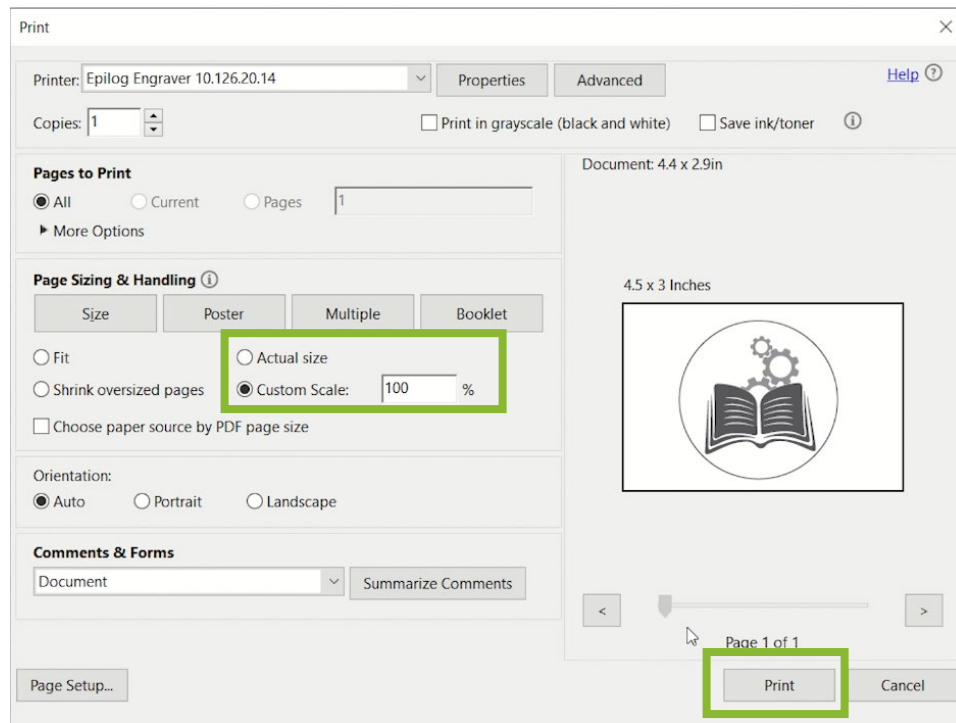 Print
Printer: Epilog Engraver 10.126.20.14 Properties Advanced Help ?
Copies: 1 Print in grayscale (black and white) Save ink/toner i
Pages to Print
All Current Pages 1
More Options
Page Sizing & Handling i
Size Poster Multiple Booklet
Fit Actual size
Shrink oversized pages Custom Scale: 100 %
Choose paper source by PDF page size
Orientation:
Auto Portrait Landscape
Comments & Forms
Document Summarize Comments
Document: 4.4 x 2.9in
4.5 x 3 Inches
< >
Page 1 of 1
Page Setup... Print Cancel